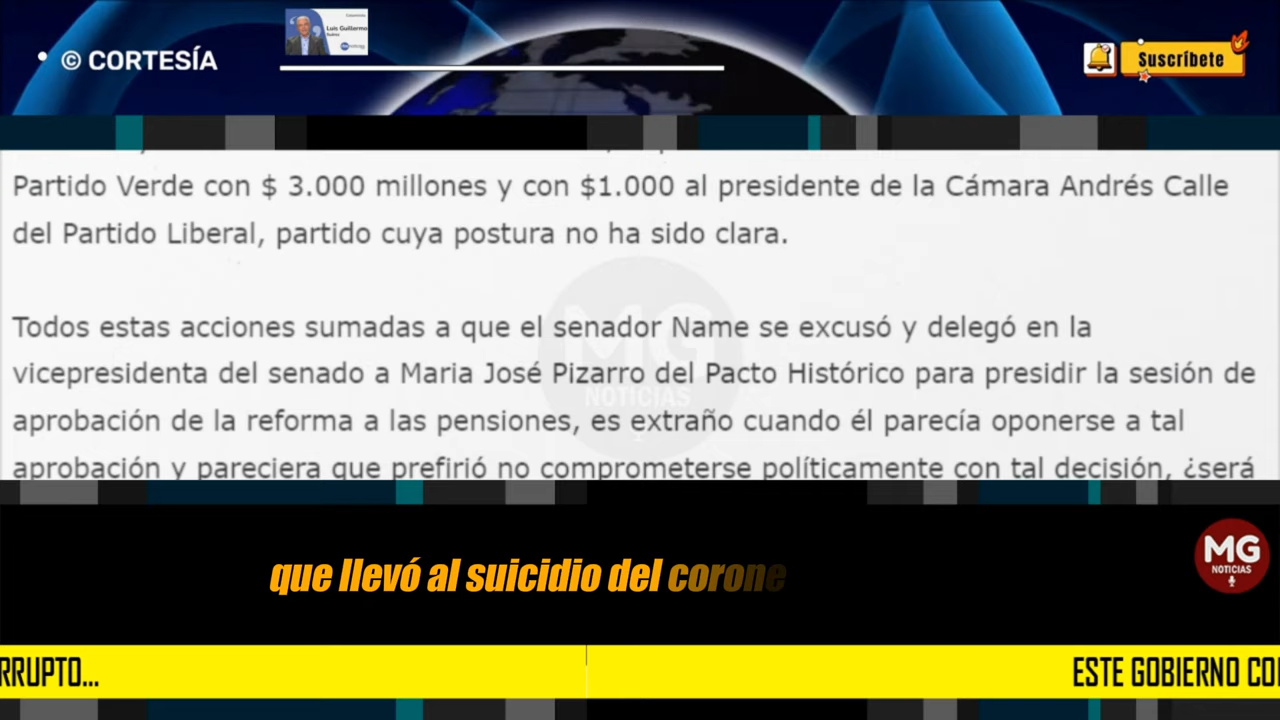 © CORTESÍA
Luis Guillermo
Suscríbete
Partido Verde con $ 3.000 millones y con $1.000 al presidente de la Cámara Andrés Calle
del Partido Liberal, partido cuya postura no ha sido clara.
Todos estas acciones sumadas a que el senador Name se excusó y delegó en la
vicepresidenta del senado a Maria José Pizarro del Pacto Histórico para presidir la sesión de
aprobación de la reforma a las pensiones, es extraño cuando él parecía oponerse a tal
aprobación y pareciera que prefirió no comprometerse políticamente con tal decisión, ¿será
MG
NOTICIAS
que llevó al suicidio del corone
MG
NOTICIAS
RRUPTO... ESTE GOBIERNO CO